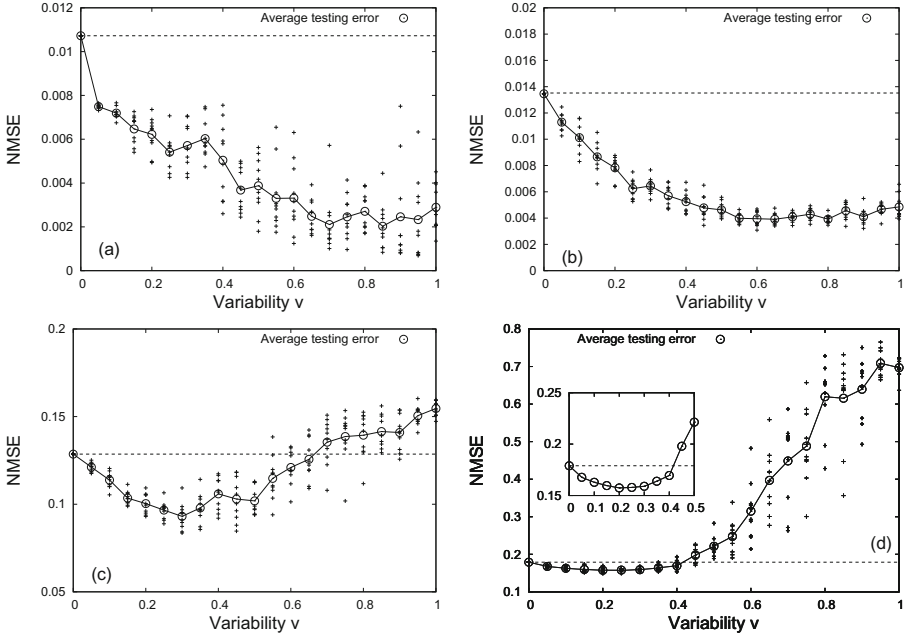 0.012
0.01
0.008
0.006
0.004
0.002
0
NMSE
Average testing error
(a)
0 0.2 0.4 0.6 0.8 1
Variability v
0.02
0.018
0.016
0.014
0.012
0.01
0.008
0.006
0.004
0.002
0
NMSE
Average testing error
(b)
0 0.2 0.4 0.6 0.8 1
Variability v
0.2
0.15
0.1
0.05
NMSE
Average testing error
(c)
0 0.2 0.4 0.6 0.8 1
Variability v
0.8
0.7
0.6
0.5
0.4
0.3
0.2
0.1
NMSE
Average testing error
0.25
0.2
0.15
0 0.1 0.2 0.3 0.4 0.5
(d)
0 0.2 0.4 0.6 0.8 1
Variability v